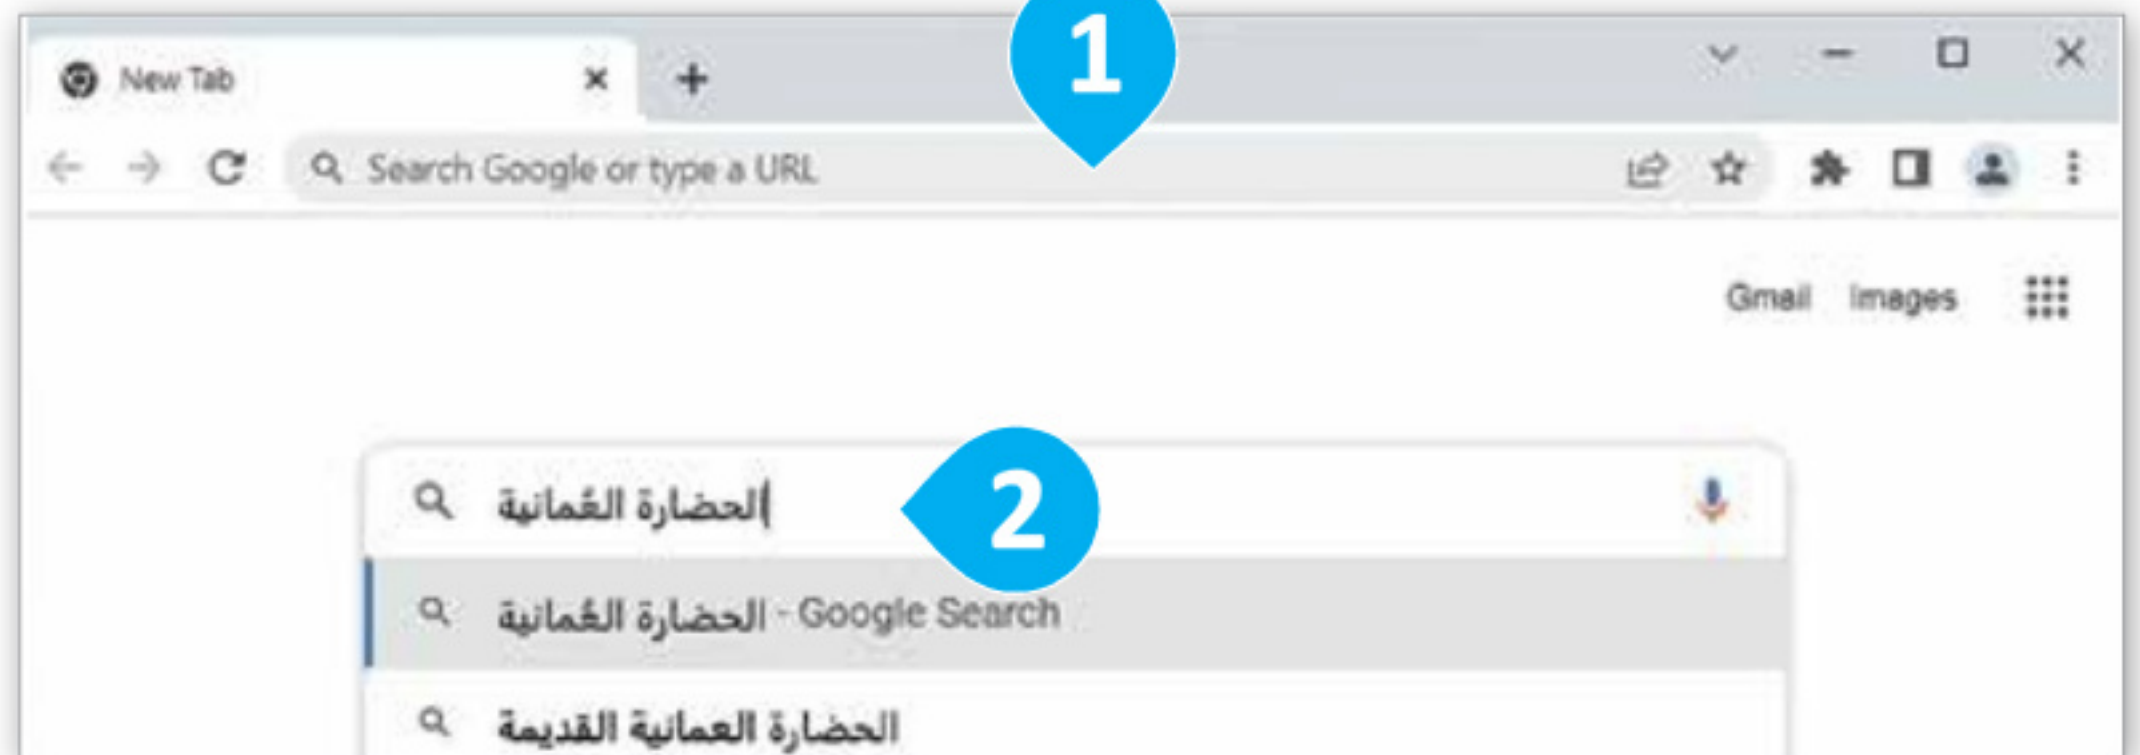 1
New Tab
Search Google or type a URL
Gmail Images
الحضارة العُمانية
2
الحضارة العُمانية - Google Search
الحضارة العمانية القديمة